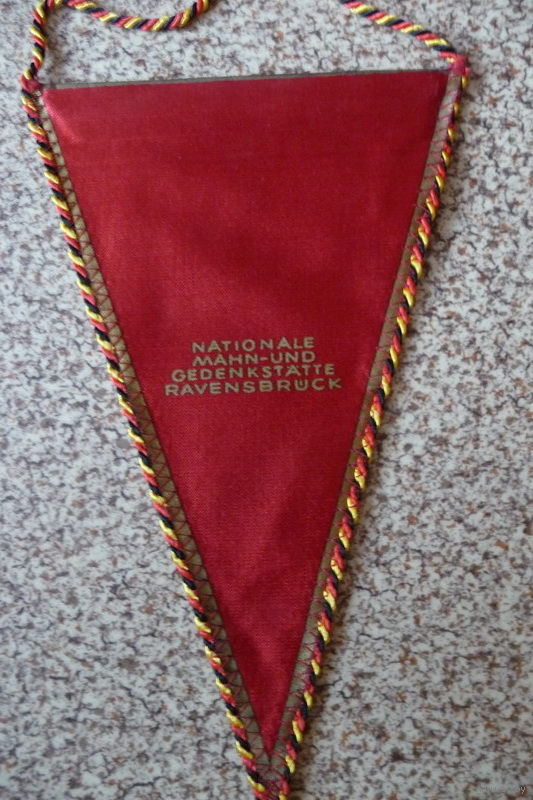 NATIONALE
MAHN-UND
GEDENKSTÄTTE
RAVENSBRÜCK